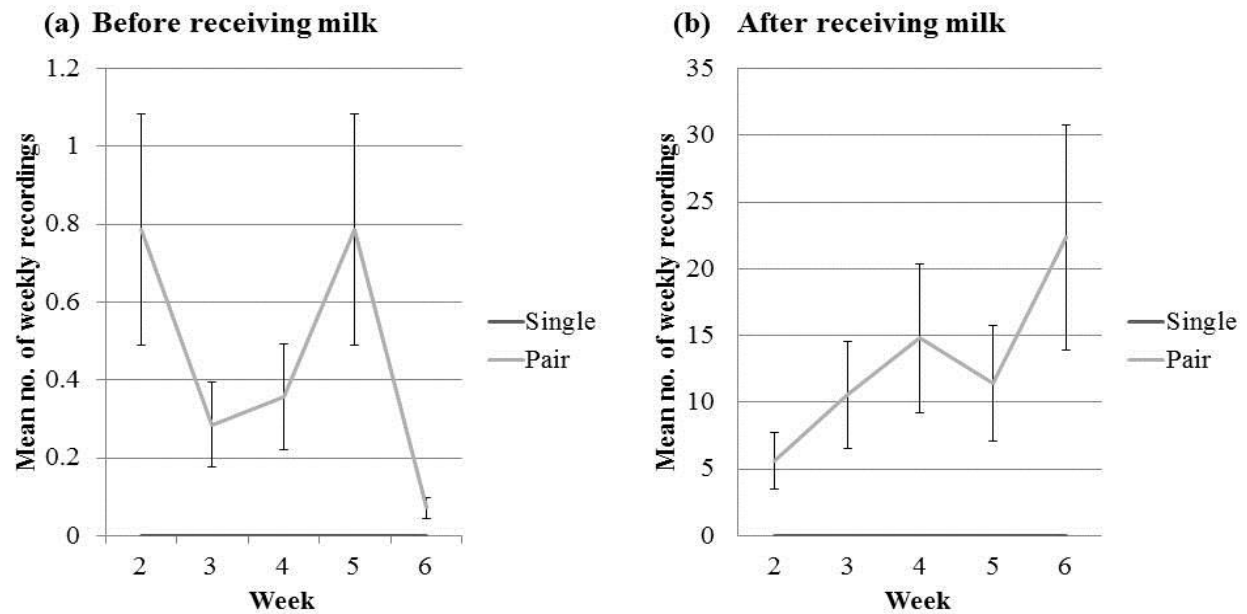 (a) Before receiving milk
Mean no. of weekly recordings
1.2
1
0.8
0.6
0.4
0.2
0
2 3 4 5 6
Week
Single
Pair
(b) After receiving milk
Mean no. of weekly recordings
35
30
25
20
15
10
5
0
2 3 4 5 6
Week
Single
Pair